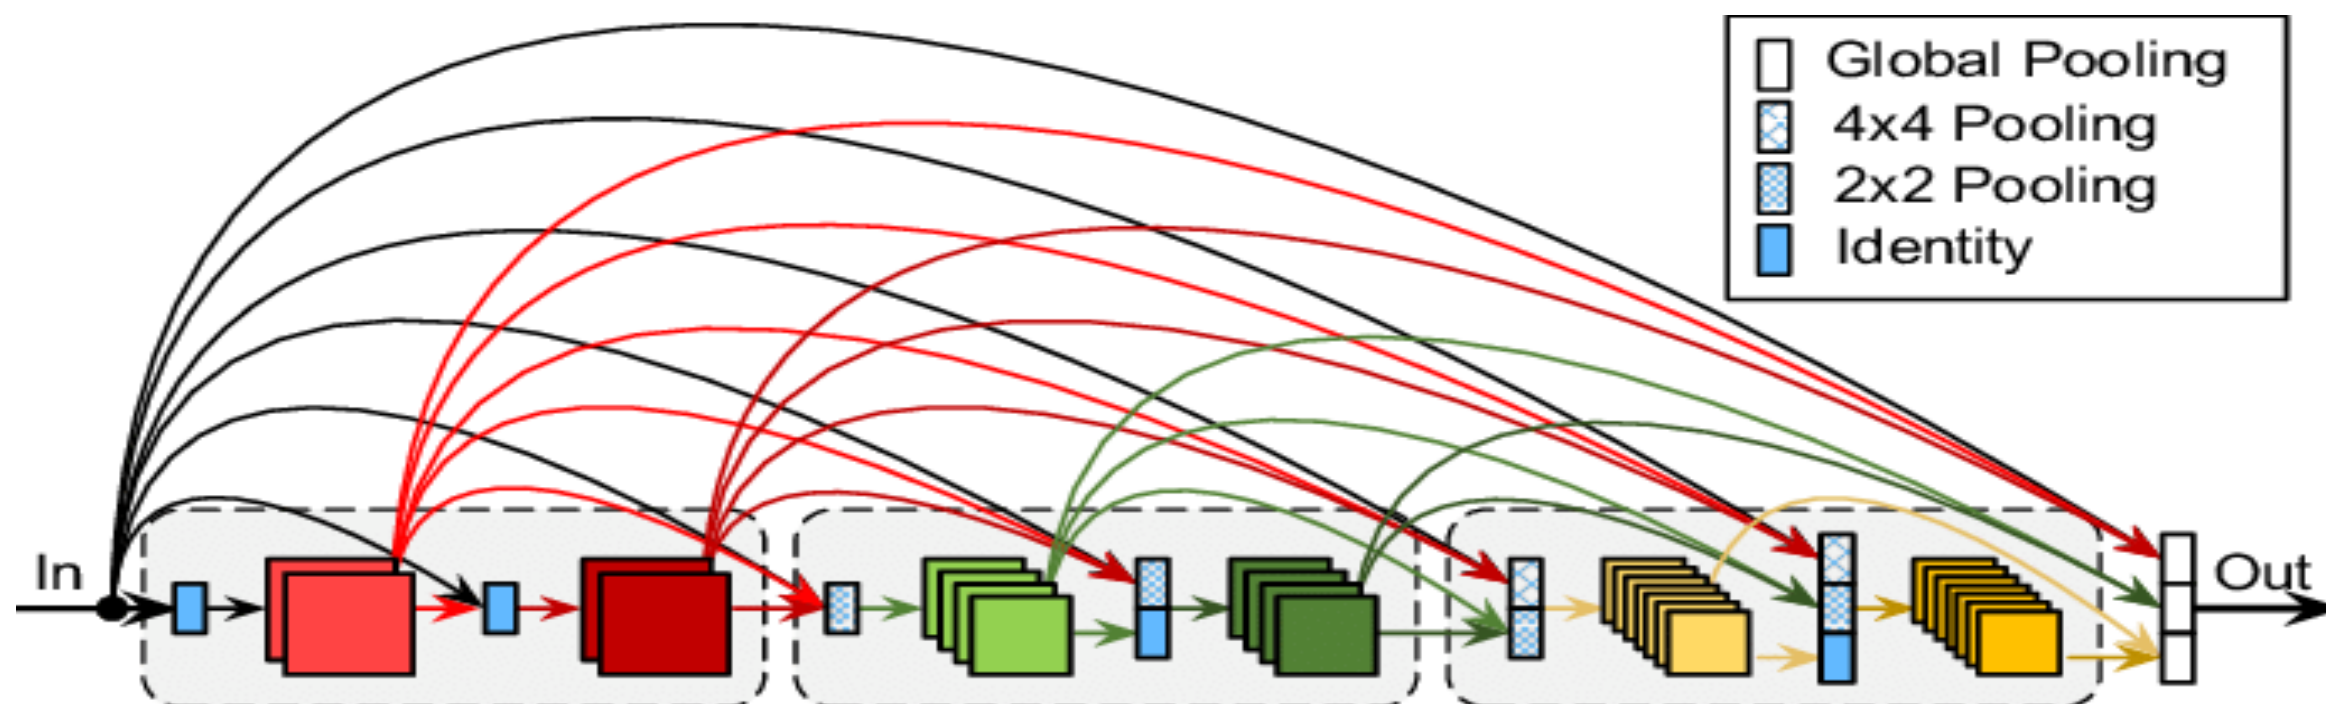 Global Pooling
4x4 Pooling
2x2 Pooling
Identity
In
Out